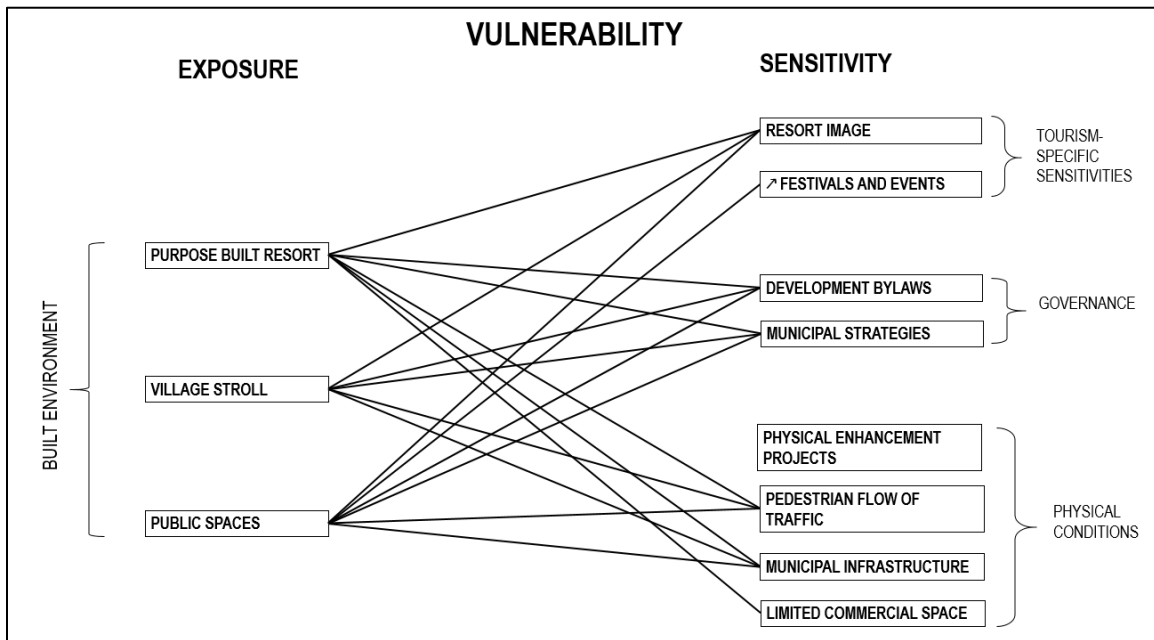 VULNERABILITY
EXPOSURE
SENSITIVITY
BUILT ENVIRONMENT
PURPOSE BUILT RESORT
VILLAGE STROLL
PUBLIC SPACES
RESORT IMAGE
↗ FESTIVALS AND EVENTS
TOURISM-
SPECIFIC
SENSITIVITIES
DEVELOPMENT BYLAWS
MUNICIPAL STRATEGIES
GOVERNANCE
PHYSICAL ENHANCEMENT
PROJECTS
PEDESTRIAN FLOW OF
TRAFFIC
MUNICIPAL INFRASTRUCTURE
LIMITED COMMERCIAL SPACE
PHYSICAL
CONDITIONS